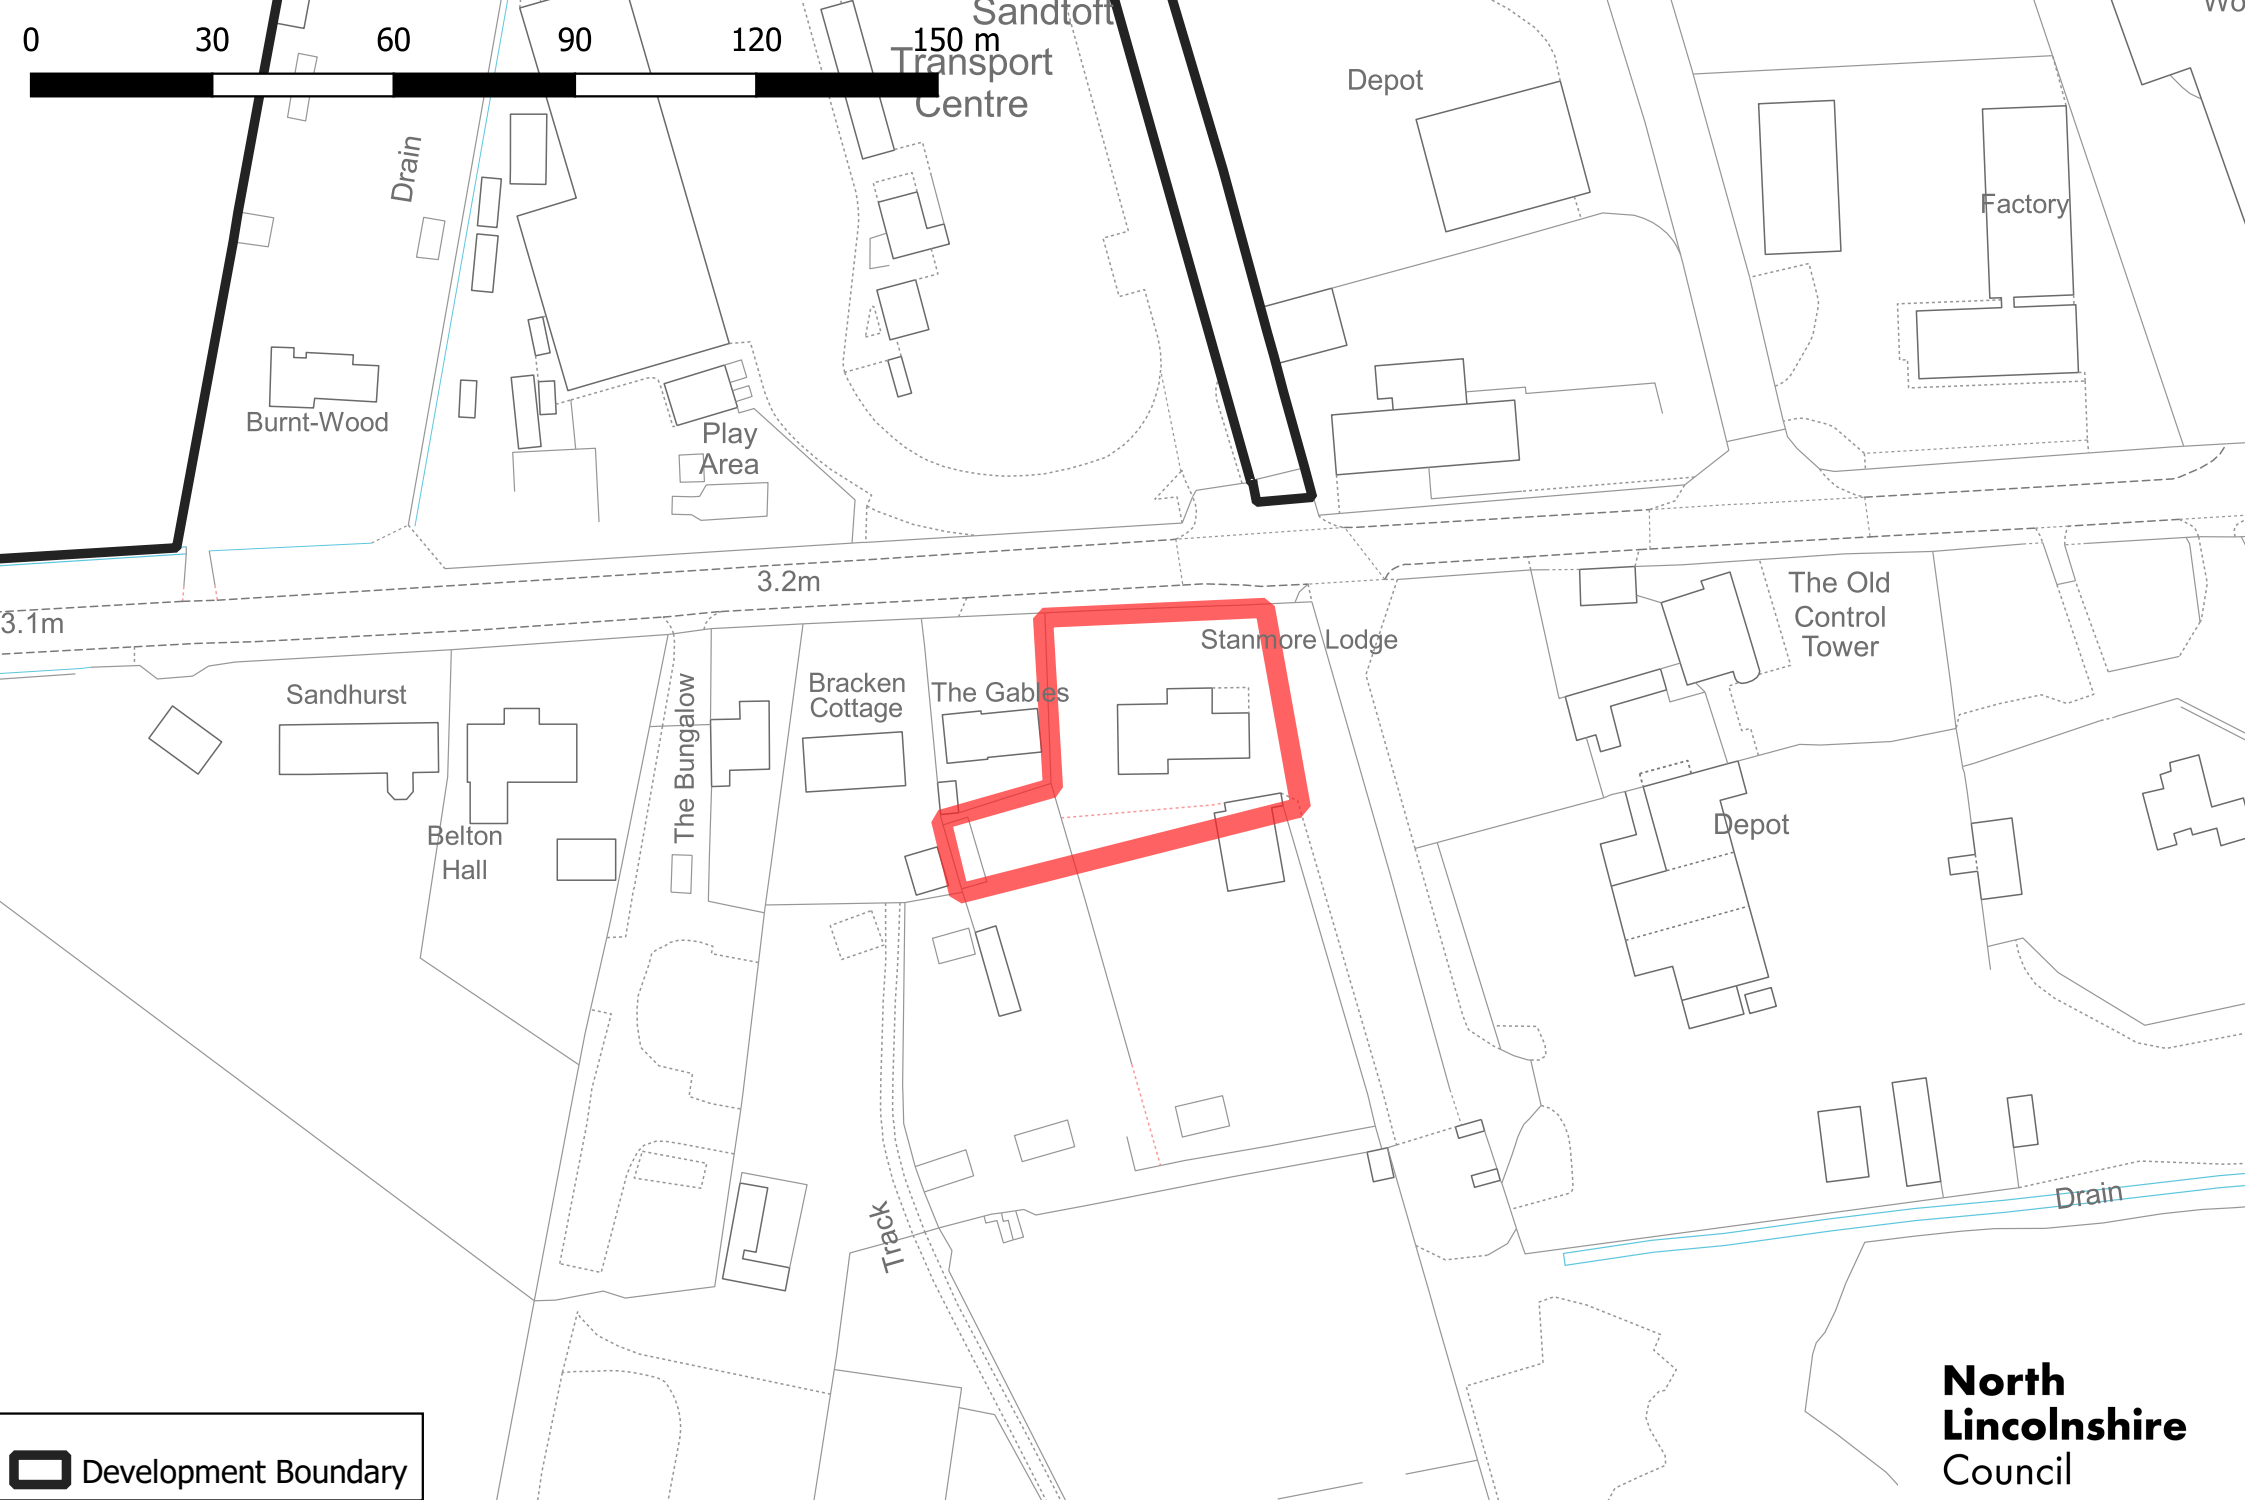 Sandtoft
Transport
Centre
0 30 60 90 120 150 m
Depot
Wo
Drain
Factory
Burnt-Wood
Play
Area
3.2m
3.1m
The Old
Control
Tower
Stanmore Lodge
Sandhurst
The Bungalow
Bracken
Cottage
The Gables
Belton
Hall
Depot
Drain
Track
North
Lincolnshire
Council
Development Boundary